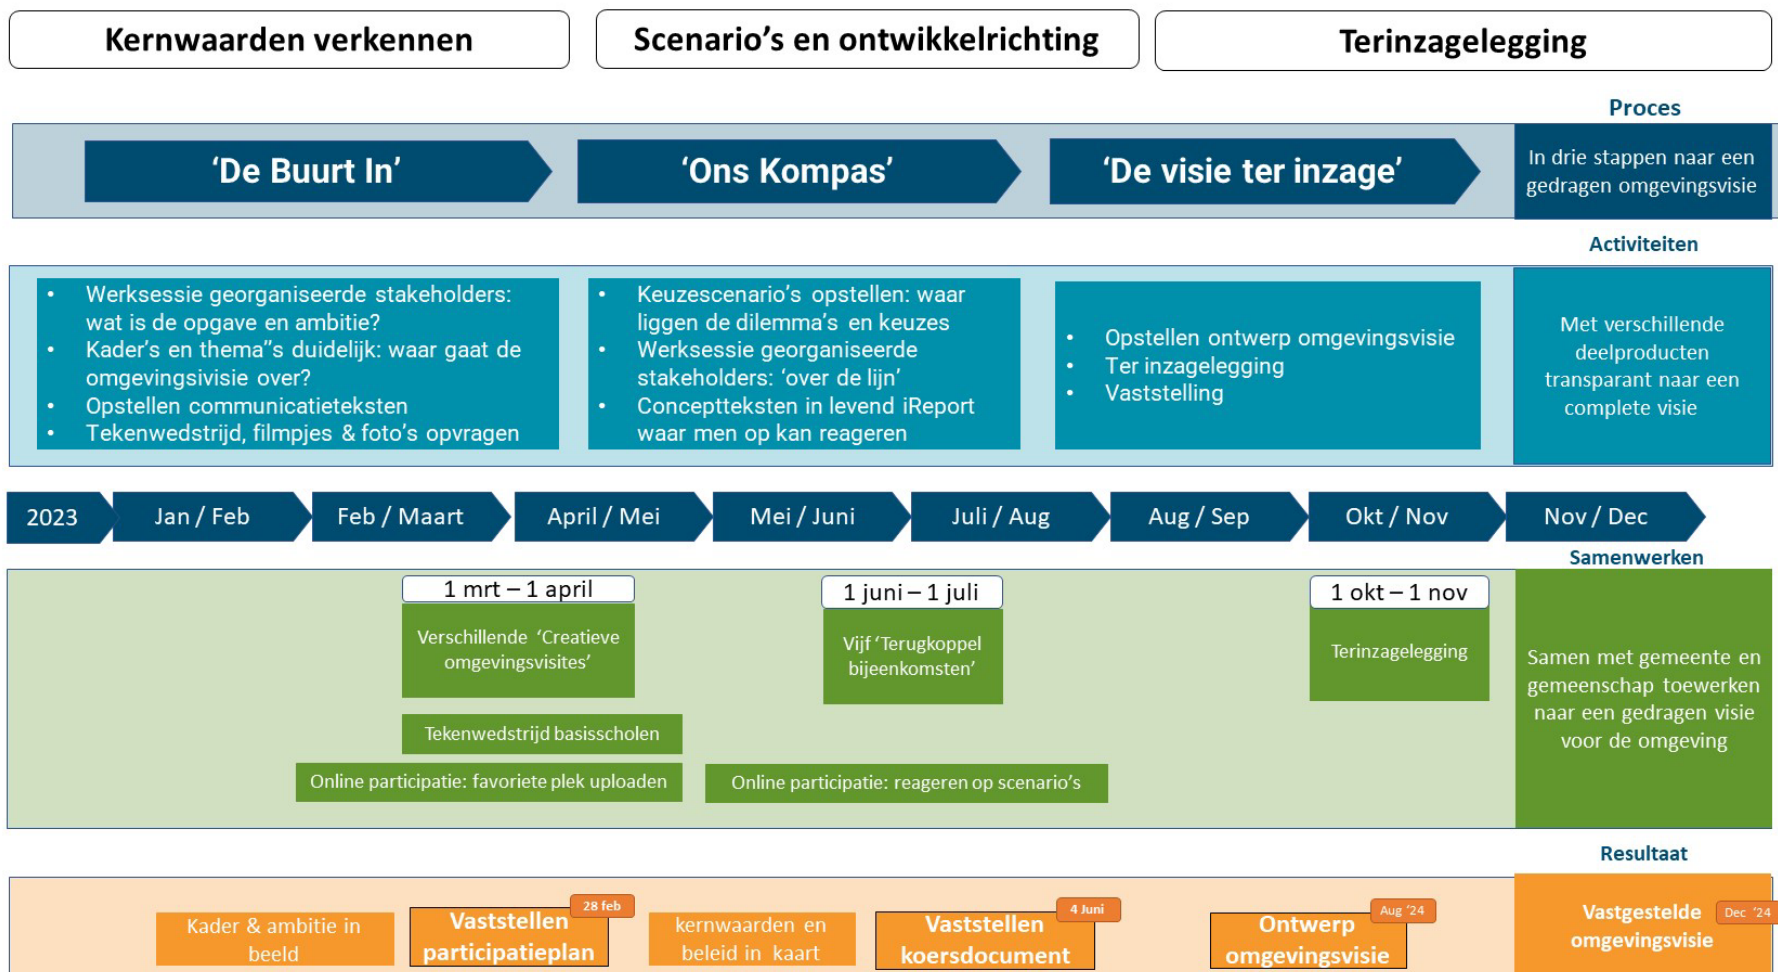 Kernwaarden verkennen
Scenario’s en ontwikkelrichting
Terinzagelegging
Proces
‘De Buurt In’
‘Ons Kompas’
‘De visie ter inzage’
In drie stappen naar een
gedragen omgevingsvisie
Activiteiten
• Werksessie georganiseerde stakeholders:
wat is de opgave en ambitie?
• Kader’s en thema”s duidelijk: waar gaat de
omgevingsivisie over?
• Opstellen communicatieteksten
• Tekenwedstrijd, filmpjes & foto’s opvragen
• Keuzescenario’s opstellen: waar
liggen de dilemma’s en keuzes
• Werksessie georganiseerde
stakeholders: ‘over de lijn’
• Conceptteksten in levend iReport
waar men op kan reageren
• Opstellen ontwerp omgevingsvisie
• Ter inzagelegging
• Vaststelling
Met verschillende
deelproducten
transparant naar een
complete visie
2023
Jan / Feb
Feb / Maart
April / Mei
Mei / Juni
Juli / Aug
Aug / Sep
Okt / Nov
Nov / Dec
Samenwerken
1 mrt – 1 april
Verschillende ‘Creatieve
omgevingsvisites’
1 juni – 1 juli
Vijf ‘Terugkoppel
bijeenkomsten’
1 okt – 1 nov
Terinzagelegging
Tekenwedstrijd basisscholen
Online participatie: favoriete plek uploaden
Online participatie: reageren op scenario’s
Samen met gemeente en
gemeenschap toewerken
naar een gedragen visie
voor de omgeving
Resultaat
Kader & ambitie in
beeld
28 feb
Vaststellen
participatieplan
kernwaarden en
beleid in kaart
4 Juni
Vaststellen
koersdocument
Aug ‘24
Ontwerp
omgevingsvisie
Vastgestelde
omgevingsvisie
Dec ‘24